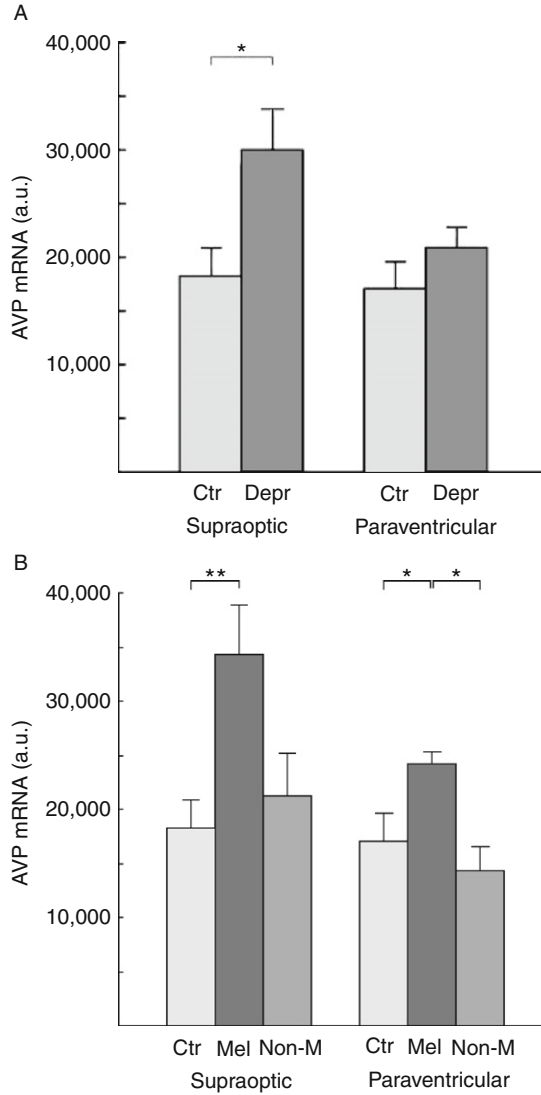 A
40,000
30,000
20,000
10,000
AVP mRNA (a.u.)
*
Ctr Depr Ctr Depr
Supraoptic Paraventricular
B
40,000
30,000
20,000
10,000
AVP mRNA (a.u.)
** * *
Ctr Mel Non-M Ctr Mel Non-M
Supraoptic Paraventricular